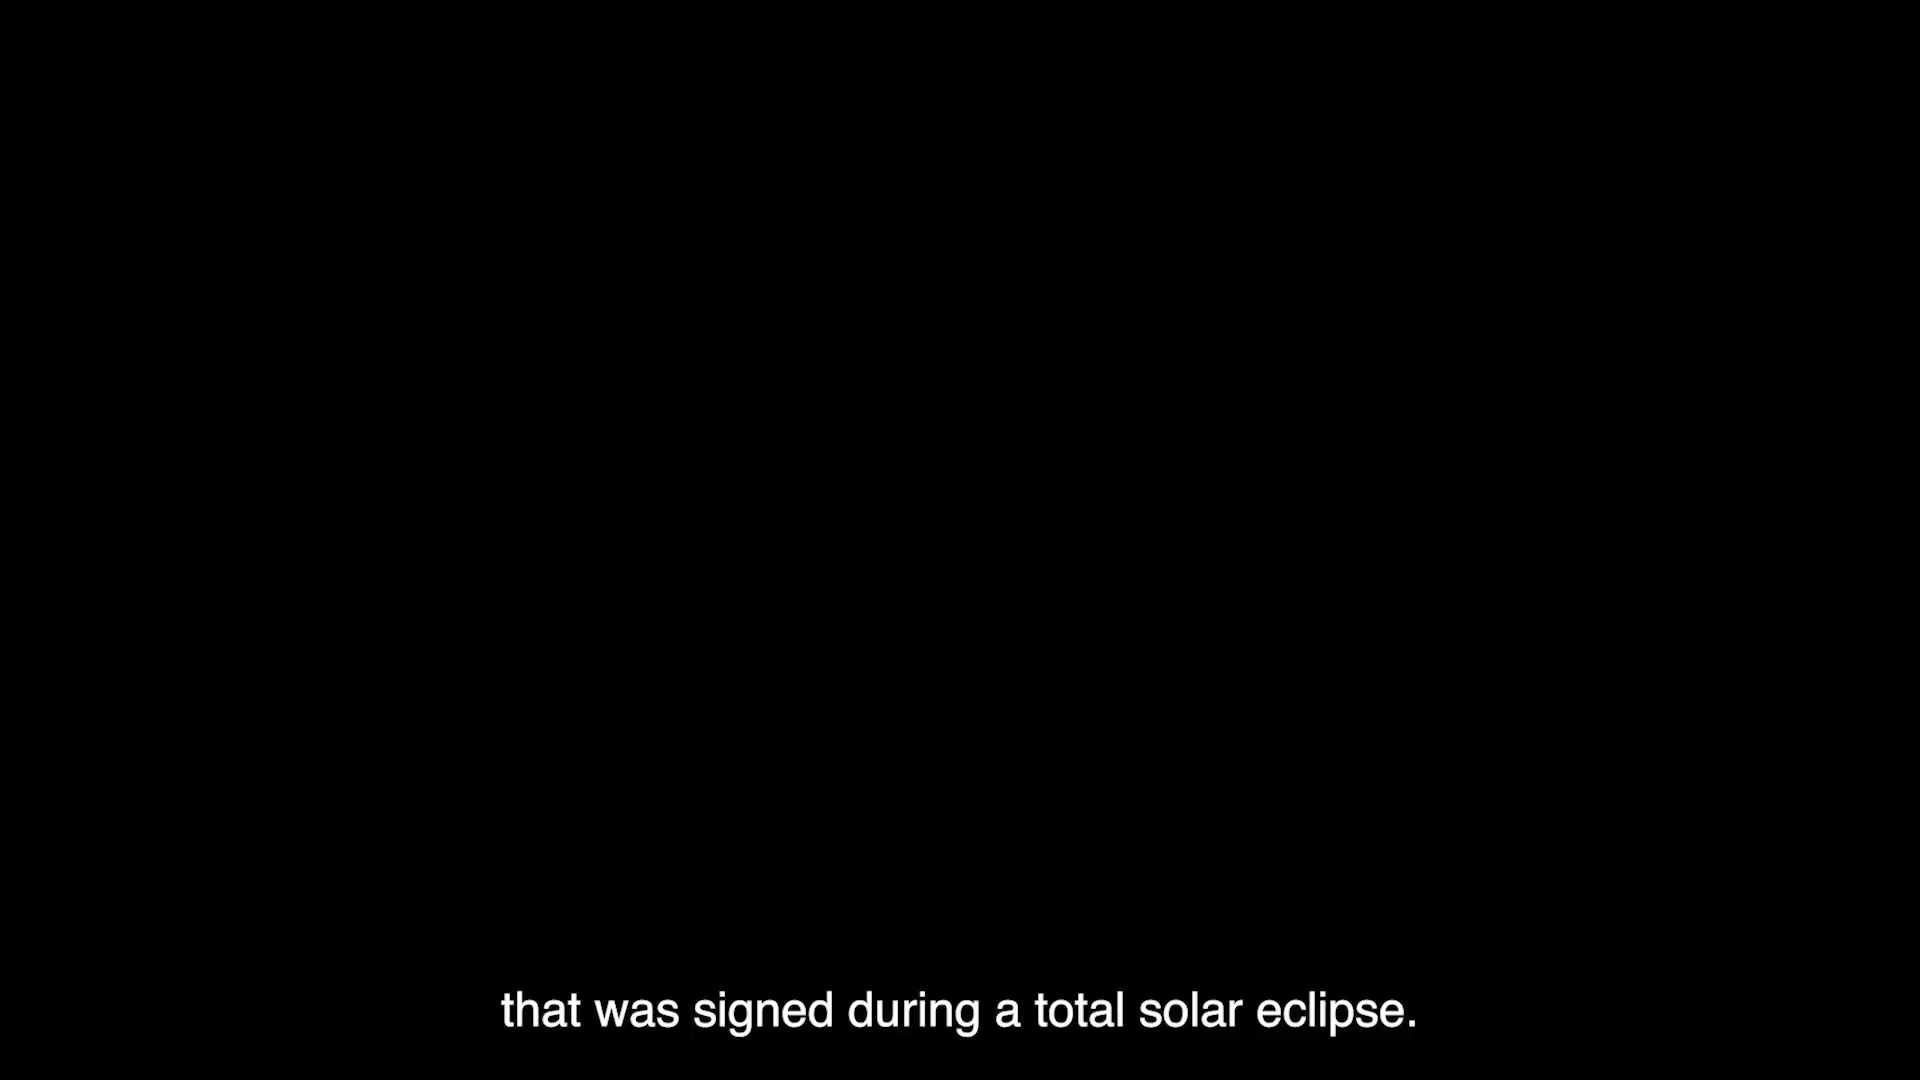 that was signed during a total solar eclipse.